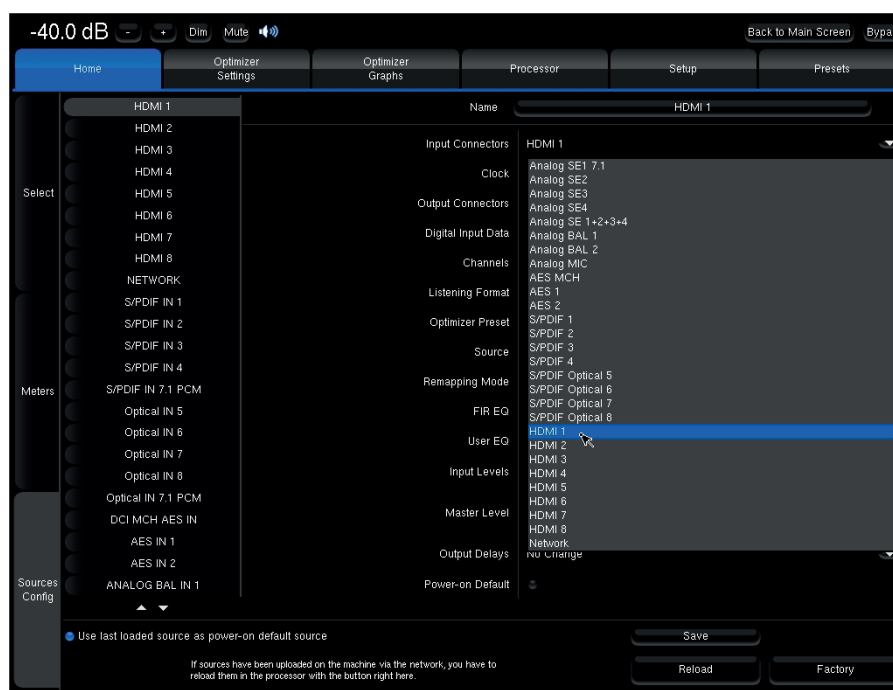 -40.0 dB - + Dim Mute
Back to Main Screen
Home
Optimizer
Settings
Optimizer
Graphs
Processor
Setup
Presets
Select
Meters
Sources
Config
HDMI 1
HDMI 2
HDMI 3
HDMI 4
HDMI 5
HDMI 6
HDMI 7
HDMI 8
NETWORK
S/PDIF IN 1
S/PDIF IN 2
S/PDIF IN 3
S/PDIF IN 4
S/PDIF IN 7.1 PCM
Optical IN 5
Optical IN 6
Optical IN 7
Optical IN 8
Optical IN 7.1 PCM
DCI MCH AES IN
AES IN 1
AES IN 2
ANALOG BAL IN 1
Name HDMI 1
Input Connectors HDMI 1
Clock
Output Connectors
Digital Input Data
Channels
Listening Format
Optimizer Preset
Source
Remapping Mode
FIR EQ
User EQ
Input Levels
Master Level
Output Delays No Change
Power-on Default
Analog SE1 7.1
Analog SE2
Analog SE3
Analog SE4
Analog SE 1+2+3+4
Analog BAL 1
Analog BAL 2
Analog MIC
AES MCH
AES 1
AES 2
S/PDIF 1
S/PDIF 2
S/PDIF 3
S/PDIF 4
S/PDIF Optical 5
S/PDIF Optical 6
S/PDIF Optical 7
S/PDIF Optical 8
HDMI 1
HDMI 2
HDMI 3
HDMI 4
HDMI 5
HDMI 6
HDMI 7
HDMI 8
Network
Use last loaded source as power-on default source
If sources have been uploaded on the machine via the network, you have to
reload them in the processor with the button right here.
Save
Reload
Factory